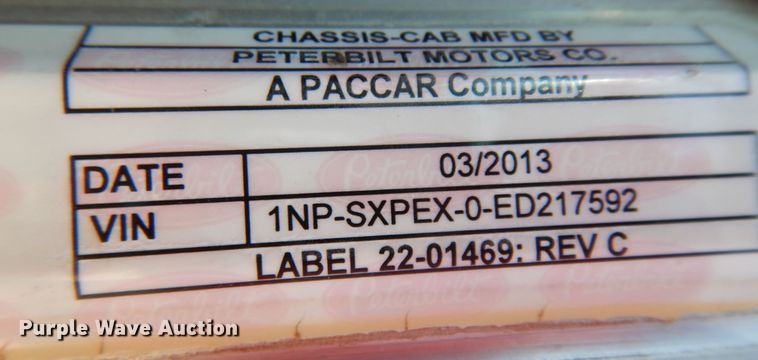 CHASSIS-CAB MFD BY
PETERBILT MOTORS CO.
A PACCAR Company
DATE 03/2013
VIN 1NP-SXPEX-0-ED217592
LABEL 22-01469: REV C
Purple Wave Auction